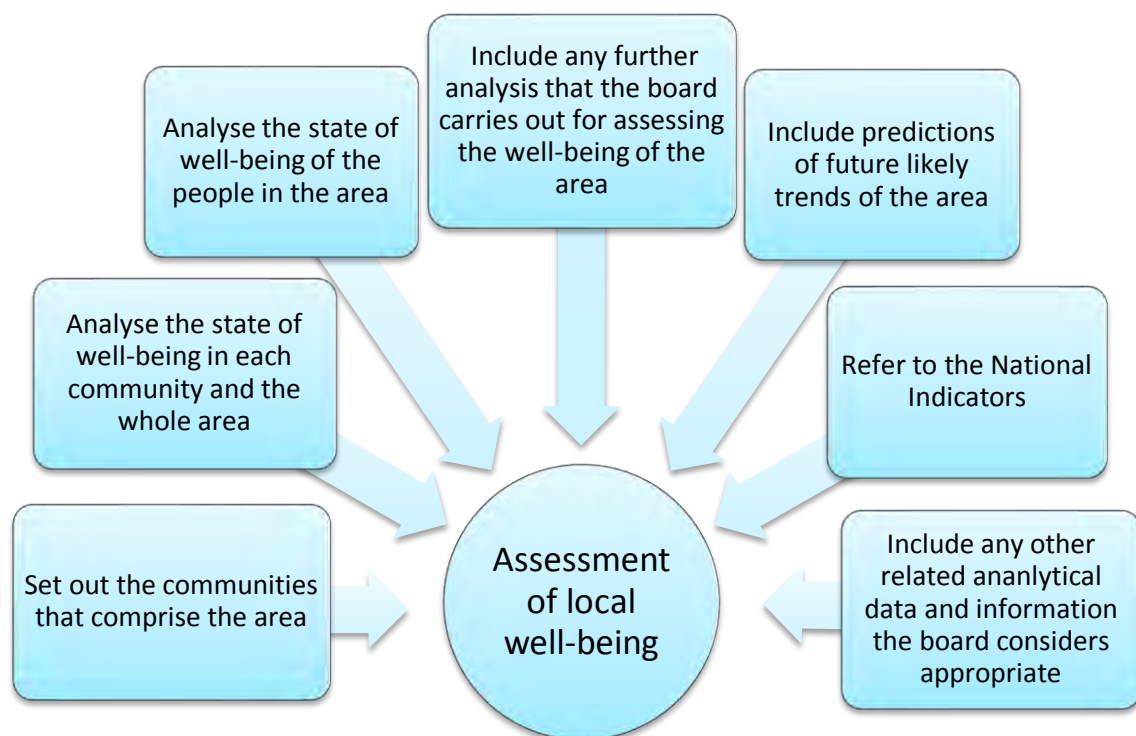 Set out the communities
that comprise the area
Analyse the state of
well-being in each
community and the
whole area
Analyse the state of
well-being of the
people in the area
Include any further
analysis that the board
carries out for assessing
the well-being of the
area
Include predictions
of future likely
trends of the area
Refer to the National
Indicators
Include any other
related ananlytical
data and information
the board considers
appropriate
Assessment
of local
well-being